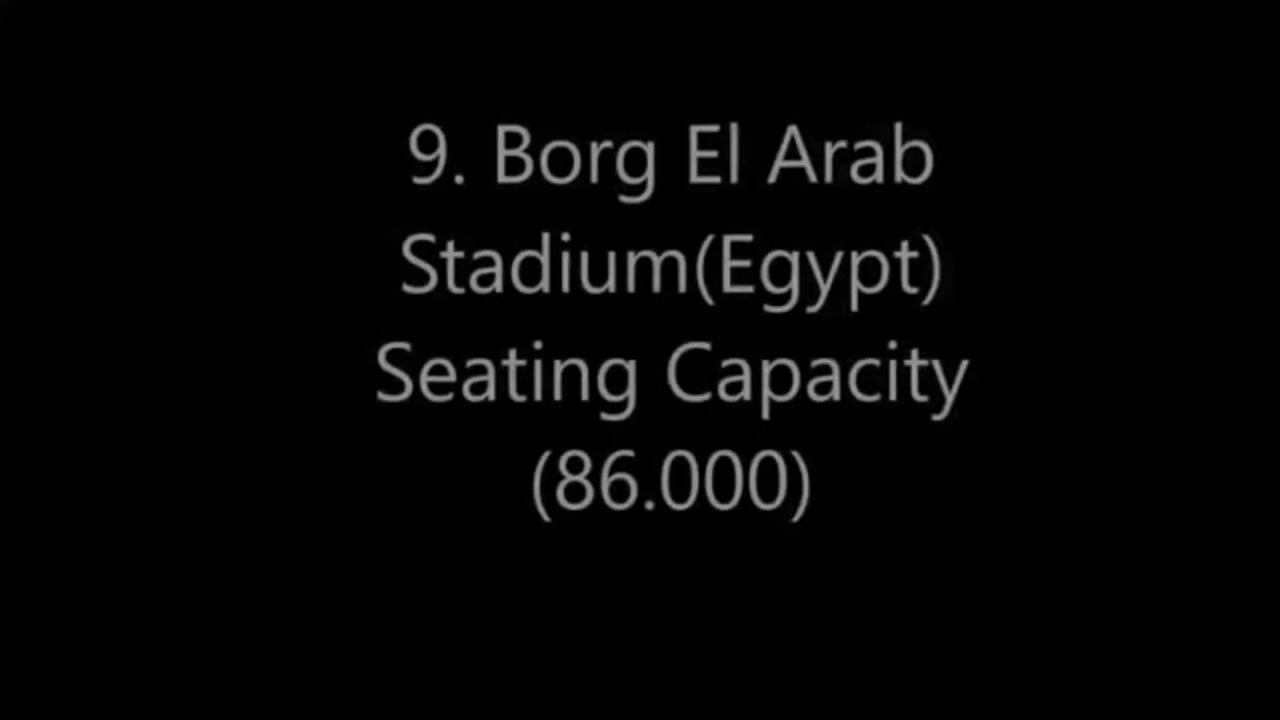 9. Borg El Arab
Stadium(Egypt)
Seating Capacity
(86.000)